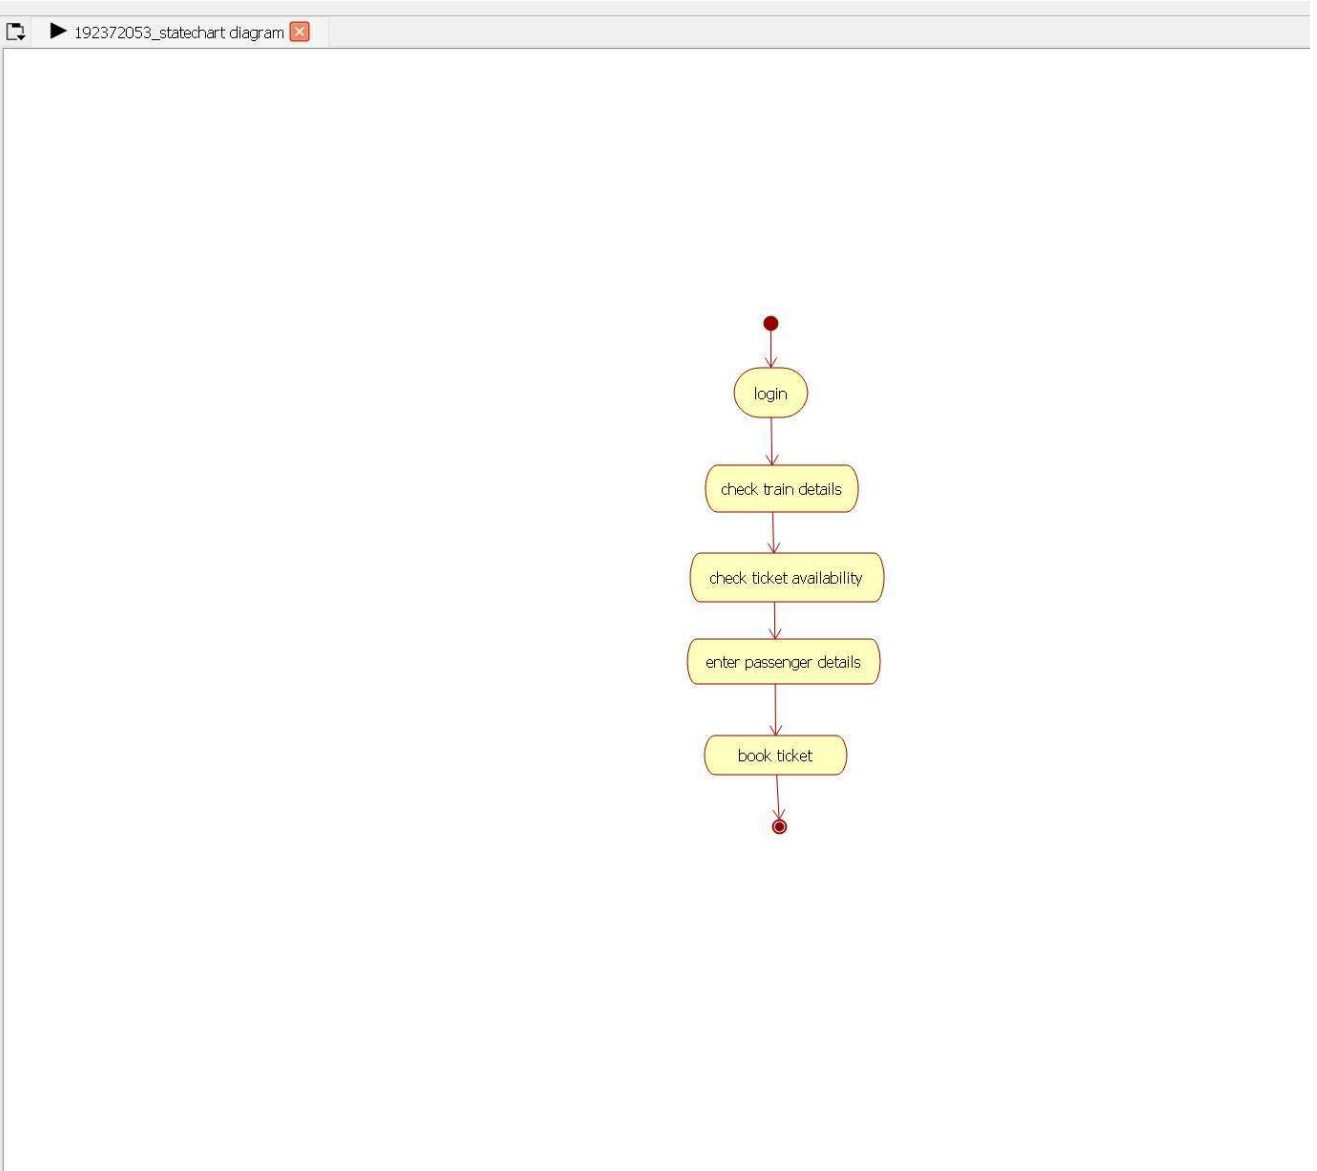 192372053_statechart diagram
login
check train details
check ticket availability
enter passenger details
book ticket